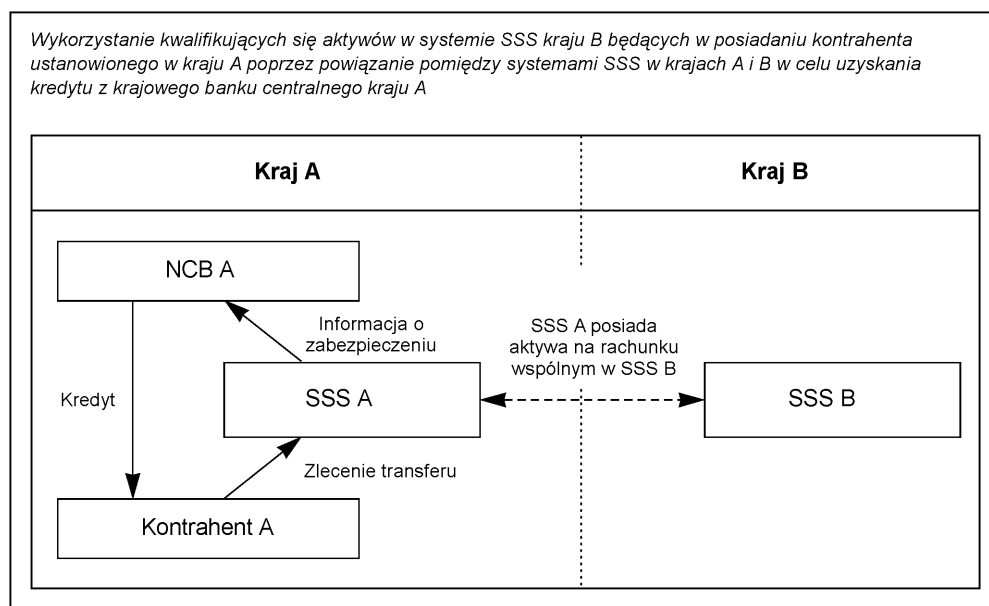 Wykorzystanie kwalifikujących się aktywów w systemie SSS kraju B będących w posiadaniu kontrahenta
ustanowionego w kraju A poprzez powiązanie pomiędzy systemami SSS w krajach A i B w celu uzyskania
kredytu z krajowego banku centralnego kraju A
Kraj A
Kraj B
NCB A
Informacja o
zabezpieczeniu
SSS A posiada
aktywa na rachunku
wspólnym w SSS B
Kredyt
SSS A
SSS B
Zlecenie transferu
Kontrahent A